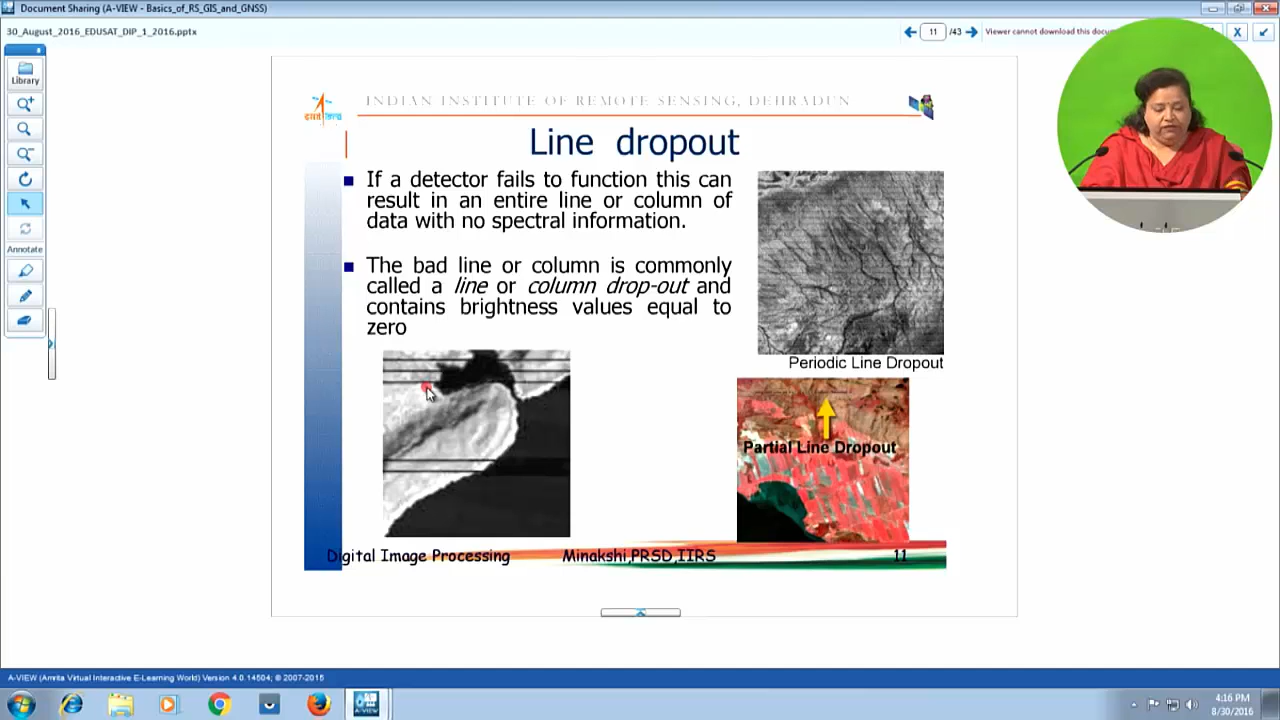 Document Sharing (A-VIEW - Basics_of_RS_GIS_and_GNSS)
30_August_2016_EDUSAT_DIP_1_2016.pptx
11 /43
Viewer cannot download this docum
Library
Annotate
INDIAN INSTITUTE OF REMOTE SENSING, DEHRADUN
Line dropout
If a detector fails to function this can
result in an entire line or column of
data with no spectral information.
The bad line or column is commonly
called a line or column drop-out and
contains brightness values equal to
zero
Periodic Line Dropout
Partial Line Dropout
Digital Image Processing Minakshi,PRSD,IIRS 11
A-VIEW (Amrita Virtual Interactive E-Learning World) Version 4.0.14504; © 2007-2015
4:16 PM
8/30/2016